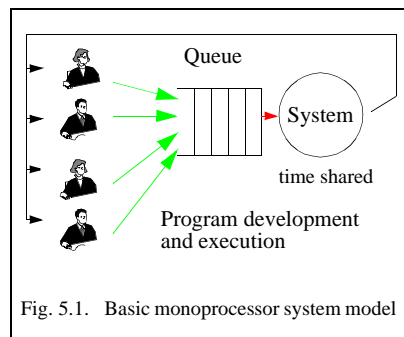 Queue
System
time shared
Program development
and execution
Fig. 5.1. Basic monoprocessor system model